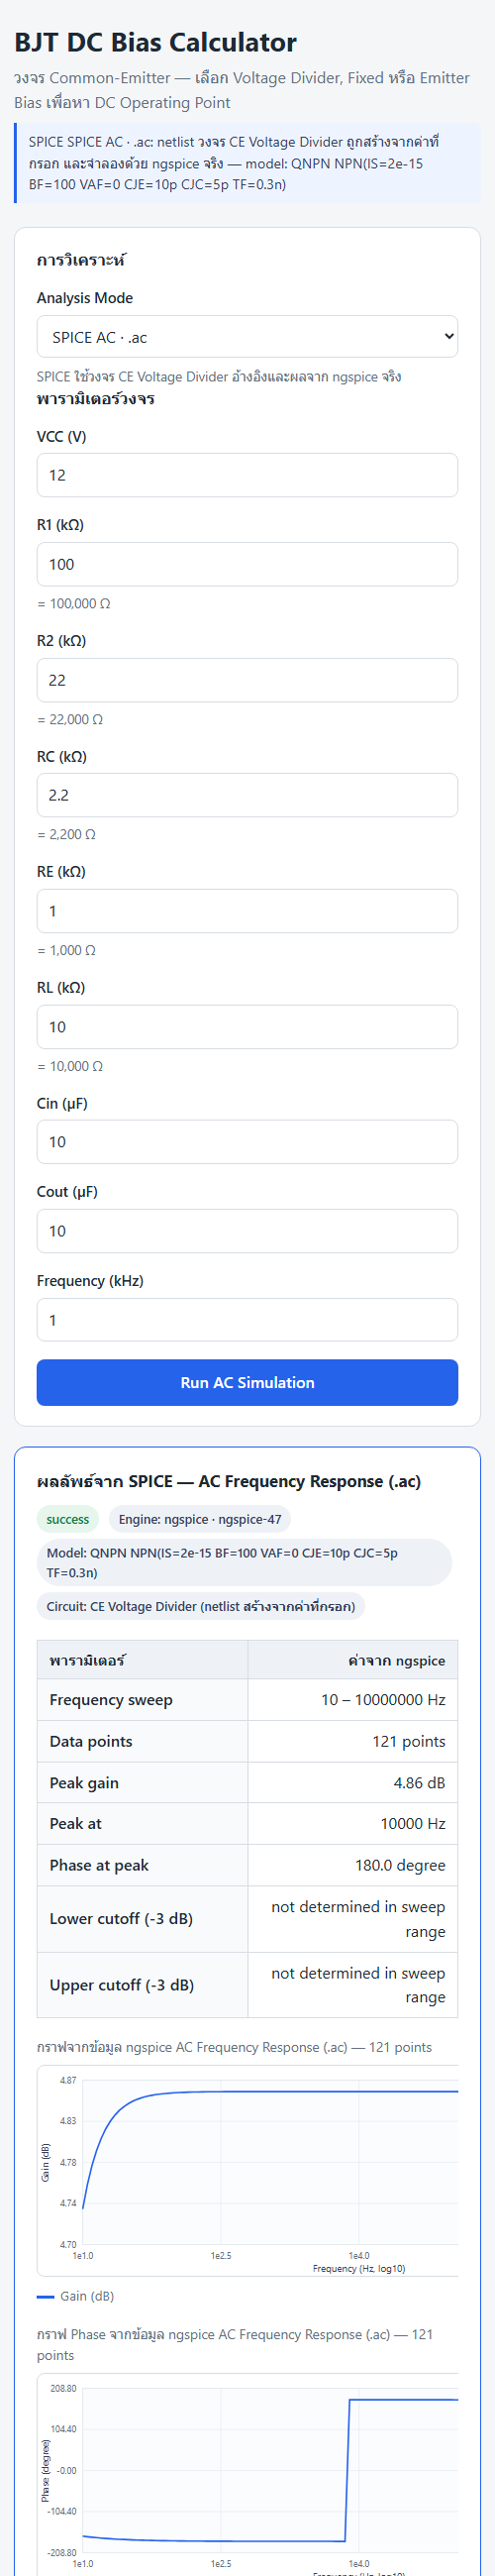 BJT DC Bias Calculator
วงจร Common-Emitter — เลือก Voltage Divider, Fixed หรือ Emitter
Bias เพื่อหา DC Operating Point
SPICE SPICE AC · .ac: netlist วงจร CE Voltage Divider ถูกสร้างจากค่าที่
กรอก และจำลองด้วย ngspice จริง — model: QNPN NPN(IS=2e-15
BF=100 VAF=0 CJE=10p CJC=5p TF=0.3n)
การวิเคราะห์
Analysis Mode
SPICE AC · .ac
SPICE ใช้วงจร CE Voltage Divider อ้างอิงและผลจาก ngspice จริง
พารามิเตอร์วงจร
VCC (V)
12
R1 (kΩ)
100
= 100,000 Ω
R2 (kΩ)
22
= 22,000 Ω
RC (kΩ)
2.2
= 2,200 Ω
RE (kΩ)
1
= 1,000 Ω
RL (kΩ)
10
= 10,000 Ω
Cin (µF)
10
Cout (µF)
10
Frequency (kHz)
1
Run AC Simulation
ผลลัพธ์จาก SPICE — AC Frequency Response (.ac)
success
Engine: ngspice · ngspice-47
Model: QNPN NPN(IS=2e-15 BF=100 VAF=0 CJE=10p CJC=5p
TF=0.3n)
Circuit: CE Voltage Divider (netlist สร้างจากค่าที่กรอก)
พารามิเตอร์ ค่าจาก ngspice
Frequency sweep 10 – 10000000 Hz
Data points 121 points
Peak gain 4.86 dB
Peak at 10000 Hz
Phase at peak 180.0 degree
Lower cutoff (-3 dB) not determined in sweep
range
Upper cutoff (-3 dB) not determined in sweep
range
กราฟจากข้อมูล ngspice AC Frequency Response (.ac) — 121 points
4.87
4.83
4.78
4.74
4.70
Gain (dB)
1e1.0 1e2.5 1e4.0
Frequency (Hz, log10)
Gain (dB)
กราฟ Phase จากข้อมูล ngspice AC Frequency Response (.ac) — 121
points
208.80
104.40
-0.00
-104.40
-208.80
Phase (degree)
1e1.0 1e2.5 1e4.0